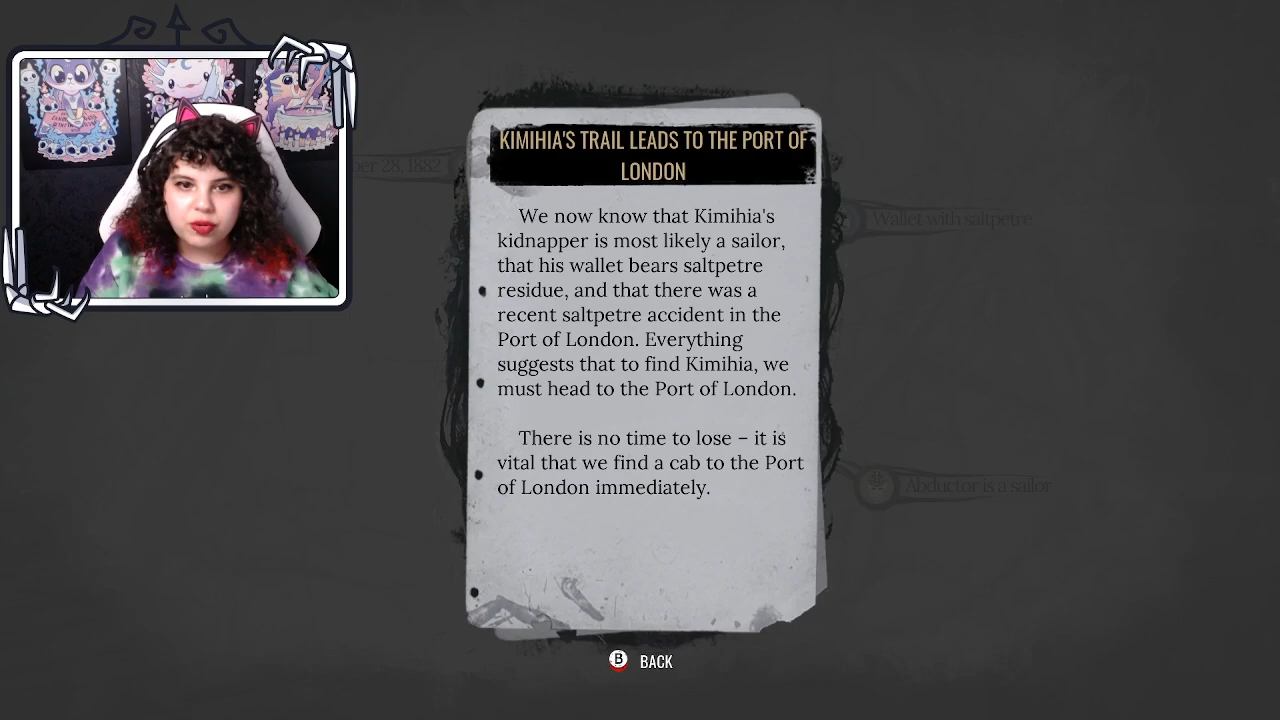 KIMIHIA'S TRAIL LEADS TO THE PORT OF
LONDON
ber 28, 1882
Wallet with saltpetre
We now know that Kimihia's
kidnapper is most likely a sailor,
that his wallet bears saltpetre
residue, and that there was a
recent saltpetre accident in the
Port of London. Everything
suggests that to find Kimihia, we
must head to the Port of London.
There is no time to lose – it is
vital that we find a cab to the Port
of London immediately.
Abductor is a sailor
B BACK